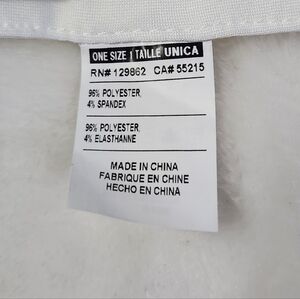 ONE SIZE | TAILLE UNICA
RN# 129862 CA# 55215
96% POLYESTER,
4% SPANDEX
96% POLYESTER,
4% ELASTHANNE
MADE IN CHINA
FABRIQUE EN CHINE
HECHO EN CHINA